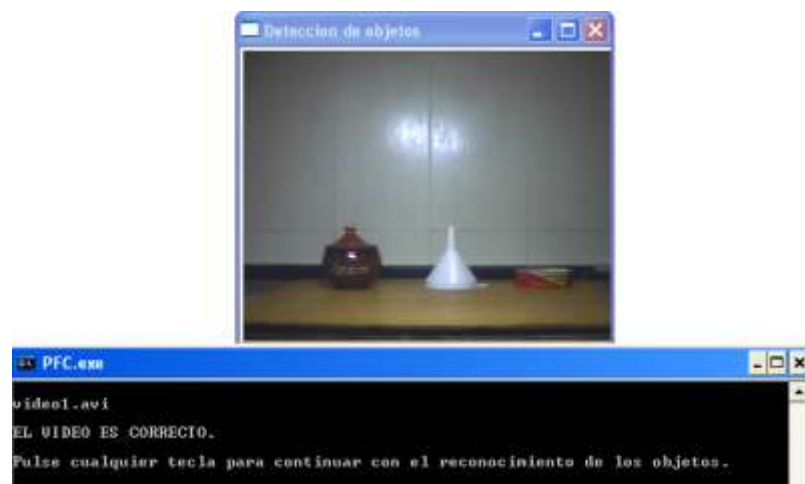 Deteccion de objetos
PFC.exe
video1.avi
EL VIDEO ES CORRECTO.
Pulse cualquier tecla para continuar con el reconocimiento de los objetos.